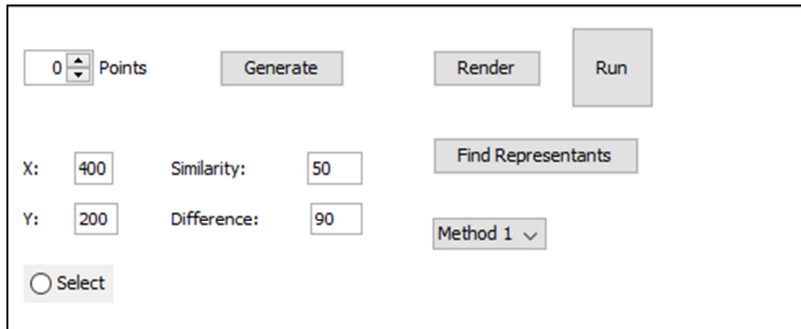 0 Points Generate Render Run
Find Representants
X: 400 Similarity: 50
Y: 200 Difference: 90
Method 1
Select